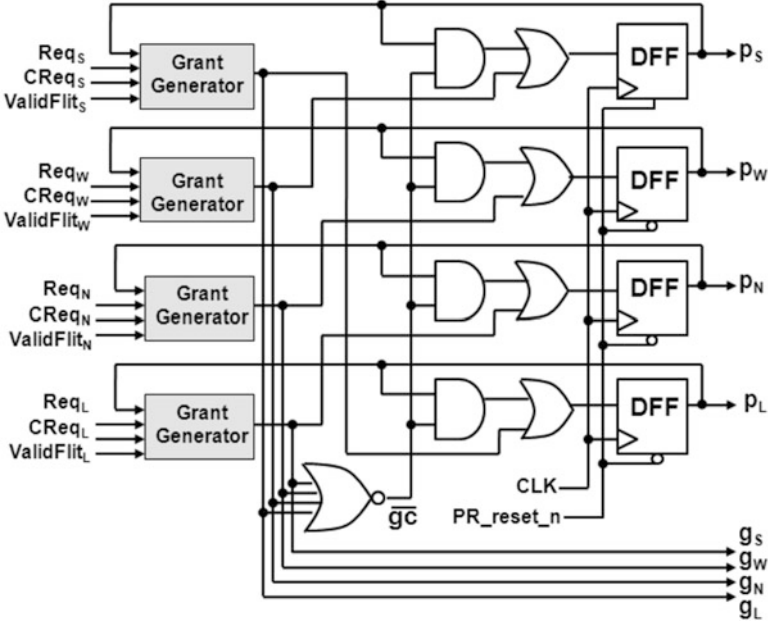 Req_S
CReq_S
ValidFlit_S
Grant
Generator
DFF
p_S
Req_W
CReq_W
ValidFlit_W
Grant
Generator
DFF
p_W
Req_N
CReq_N
ValidFlit_N
Grant
Generator
DFF
p_N
Req_L
CReq_L
ValidFlit_L
Grant
Generator
DFF
p_L
CLK
gc
PR_reset_n
g_S
g_W
g_N
g_L